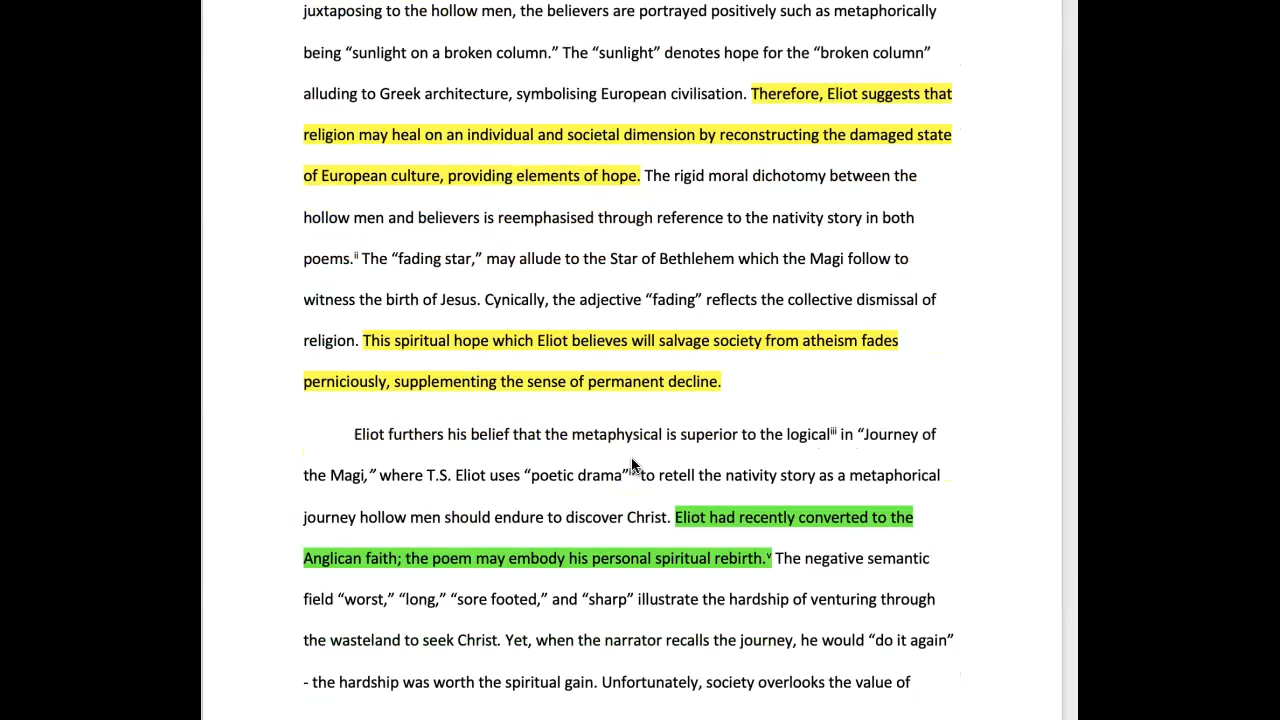 juxtaposing to the hollow men, the believers are portrayed positively such as metaphorically
being “sunlight on a broken column.” The “sunlight” denotes hope for the “broken column”
alluding to Greek architecture, symbolising European civilisation. Therefore, Eliot suggests that
religion may heal on an individual and societal dimension by reconstructing the damaged state
of European culture, providing elements of hope. The rigid moral dichotomy between the
hollow men and believers is reemphasised through reference to the nativity story in both
poems.ii The “fading star,” may allude to the Star of Bethlehem which the Magi follow to
witness the birth of Jesus. Cynically, the adjective “fading” reflects the collective dismissal of
religion. This spiritual hope which Eliot believes will salvage society from atheism fades
perniciously, supplementing the sense of permanent decline.
Eliot furthers his belief that the metaphysical is superior to the logicaliii in “Journey of
the Magi,” where T.S. Eliot uses “poetic drama” to retell the nativity story as a metaphorical
journey hollow men should endure to discover Christ. Eliot had recently converted to the
Anglican faith; the poem may embody his personal spiritual rebirth.v The negative semantic
field “worst,” “long,” “sore footed,” and “sharp” illustrate the hardship of venturing through
the wasteland to seek Christ. Yet, when the narrator recalls the journey, he would “do it again”
- the hardship was worth the spiritual gain. Unfortunately, society overlooks the value of